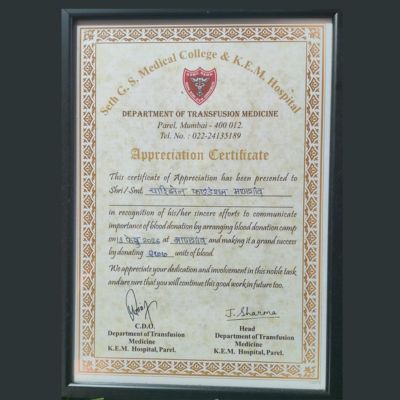 Seth G. S. Medical College & K.E.M. Hospital
DEPARTMENT OF TRANSFUSION MEDICINE
Parel, Mumbai - 400 012.
Tel. No. : 022-24135189
Appreciation Certificate
This certificate of Appreciation has been presented to
Shri/Smt. फाउंडेशन
in recognition of his/her sincere efforts to communicate
importance of blood donation by arranging blood donation camp
on at and making it a grand success
by donating units of blood.
We appreciate your dedication and involvement in this noble task
and are sure that you will continue this good work in future too.
J. Sharma
C.D.O.
Department of Transfusion
Medicine
K.E.M. Hospital, Parel.
Head
Department of Transfusion
Medicine
K.E.M. Hospital, Parel.